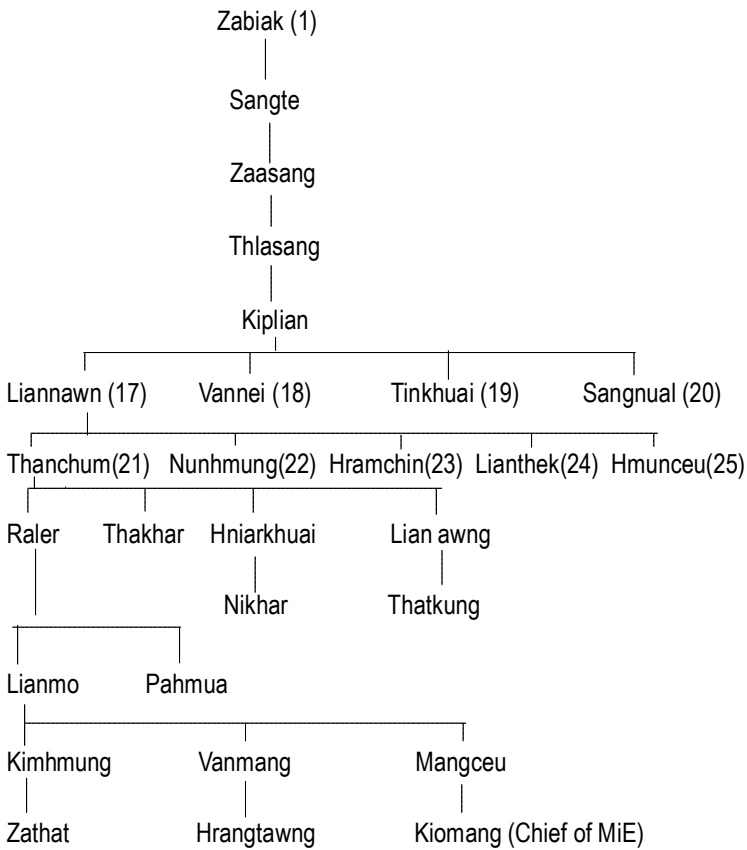 Zabiak (1)
Sangte
Zaasang
Thlasang
Kiplian
Liannawn (17) Vannei (18) Tinkhuai (19) Sangnual (20)
Thanchum(21) Nunhmung(22) Hramchin(23) Lianthek(24) Hmunceu(25)
Raler Thakhar Hniarkhuai Lian awng
Nikhar Thatkung
Lianmo Pahmua
Kimhmung Vanmang Mangceu
Zathat Hrangtawng Kiomang (Chief of MiE)